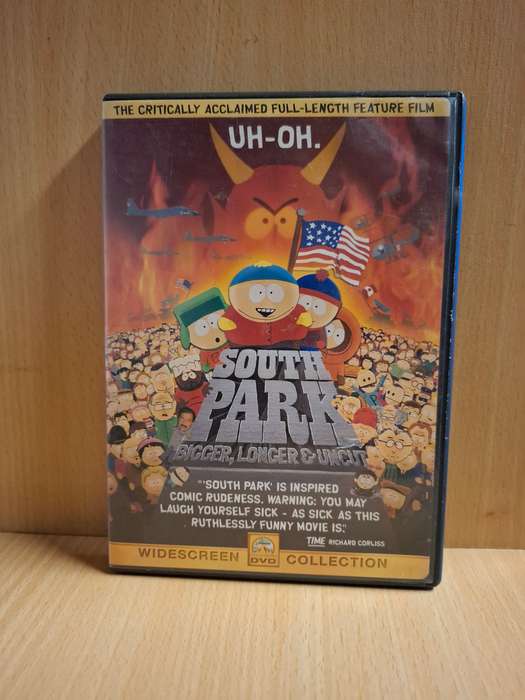 THE CRITICALLY ACCLAIMED FULL-LENGTH FEATURE FILM
UH-OH.
SOUTH
PARK
BIGGER, LONGER & UNCUT
"'SOUTH PARK' IS INSPIRED
COMIC RUDENESS. WARNING: YOU MAY
LAUGH YOURSELF SICK - AS SICK AS THIS
RUTHLESSLY FUNNY MOVIE IS."
TIME RICHARD CORLISS
WIDESCREEN DVD COLLECTION